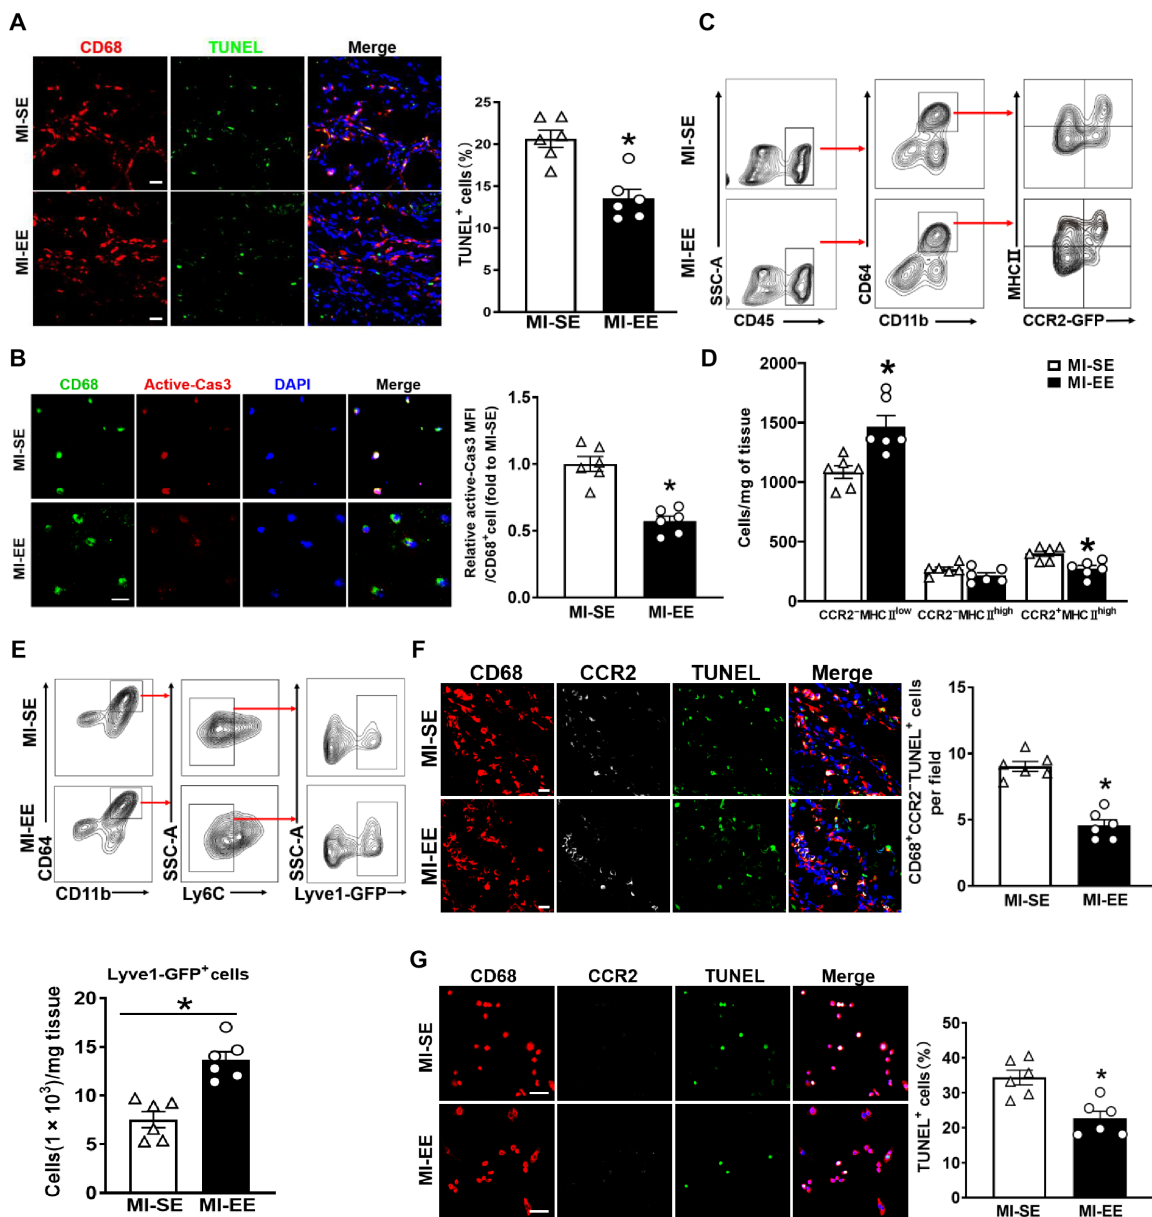 A
CD68 TUNEL Merge
MI-SE
MI-EE
TUNEL⁺ cells (%)
25
20
15
10
5
0
*
MI-SE MI-EE
C
MI-SE
MI-EE
SSC-A
CD45
CD64
CD11b
MHCⅡ
CCR2-GFP
B
CD68 Active-Cas3 DAPI Merge
MI-SE
MI-EE
Relative active-Cas3 MFI
/CD68⁺cell (fold to MI-SE)
1.5
1.0
0.5
0.0
*
MI-SE MI-EE
D
Cells/mg of tissue
2000
1500
1000
500
0
*
*
MI-SE
MI-EE
CCR2⁻MHCⅡlow CCR2⁻MHCⅡhigh CCR2⁺MHCⅡhigh
E
MI-SE
MI-EE
CD64
CD11b
SSC-A
Ly6C
SSC-A
Lyve1-GFP
Lyve1-GFP⁺cells
Cells(1 × 10³)/mg tissue
20
15
10
5
0
*
MI-SE MI-EE
F
CD68 CCR2 TUNEL Merge
MI-SE
MI-EE
CD68⁺CCR2⁻TUNEL⁺ cells
per field
15
10
5
0
*
MI-SE MI-EE
G
CD68 CCR2 TUNEL Merge
MI-SE
MI-EE
TUNEL⁺ cells (%)
50
40
30
20
10
0
*
MI-SE MI-EE